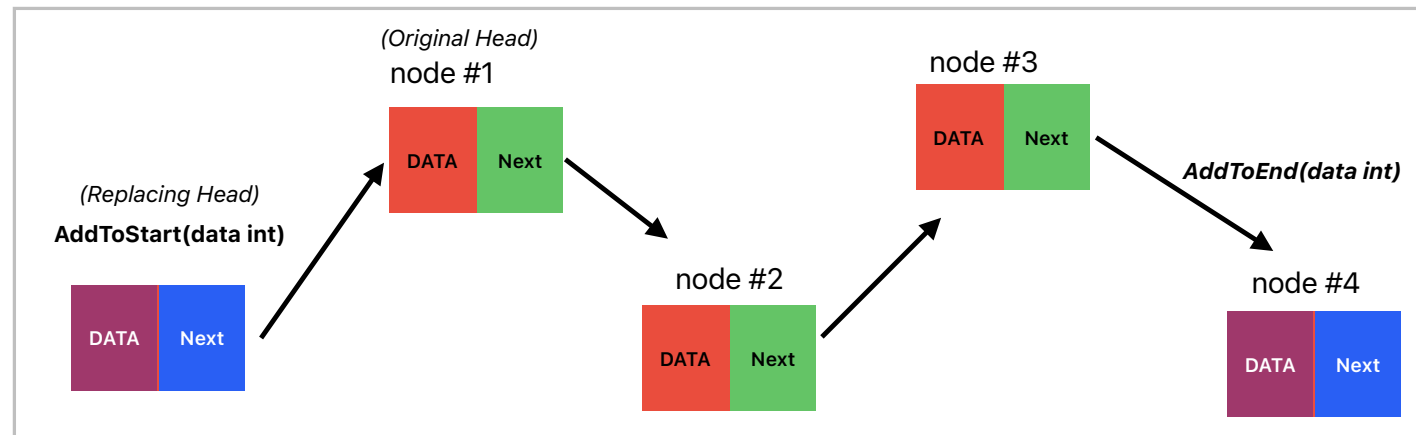 (Original Head)
node #1
DATA Next
(Replacing Head)
AddToStart(data int)
DATA Next
node #2
DATA Next
node #3
DATA Next
AddToEnd(data int)
node #4
DATA Next